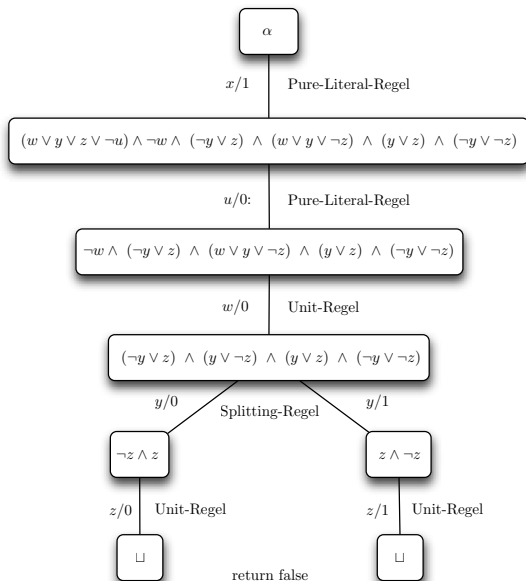 α
x/1 Pure-Literal-Regel
(w ∨ y ∨ z ∨ ¬u) ∧ ¬w ∧ (¬y ∨ z) ∧ (w ∨ y ∨ ¬z) ∧ (y ∨ z) ∧ (¬y ∨ ¬z)
u/0: Pure-Literal-Regel
¬w ∧ (¬y ∨ z) ∧ (w ∨ y ∨ ¬z) ∧ (y ∨ z) ∧ (¬y ∨ ¬z)
w/0 Unit-Regel
(¬y ∨ z) ∧ (y ∨ ¬z) ∧ (y ∨ z) ∧ (¬y ∨ ¬z)
y/0 y/1
Splitting-Regel
¬z ∧ z z ∧ ¬z
z/0 Unit-Regel z/1 Unit-Regel
⊔ ⊔
return false